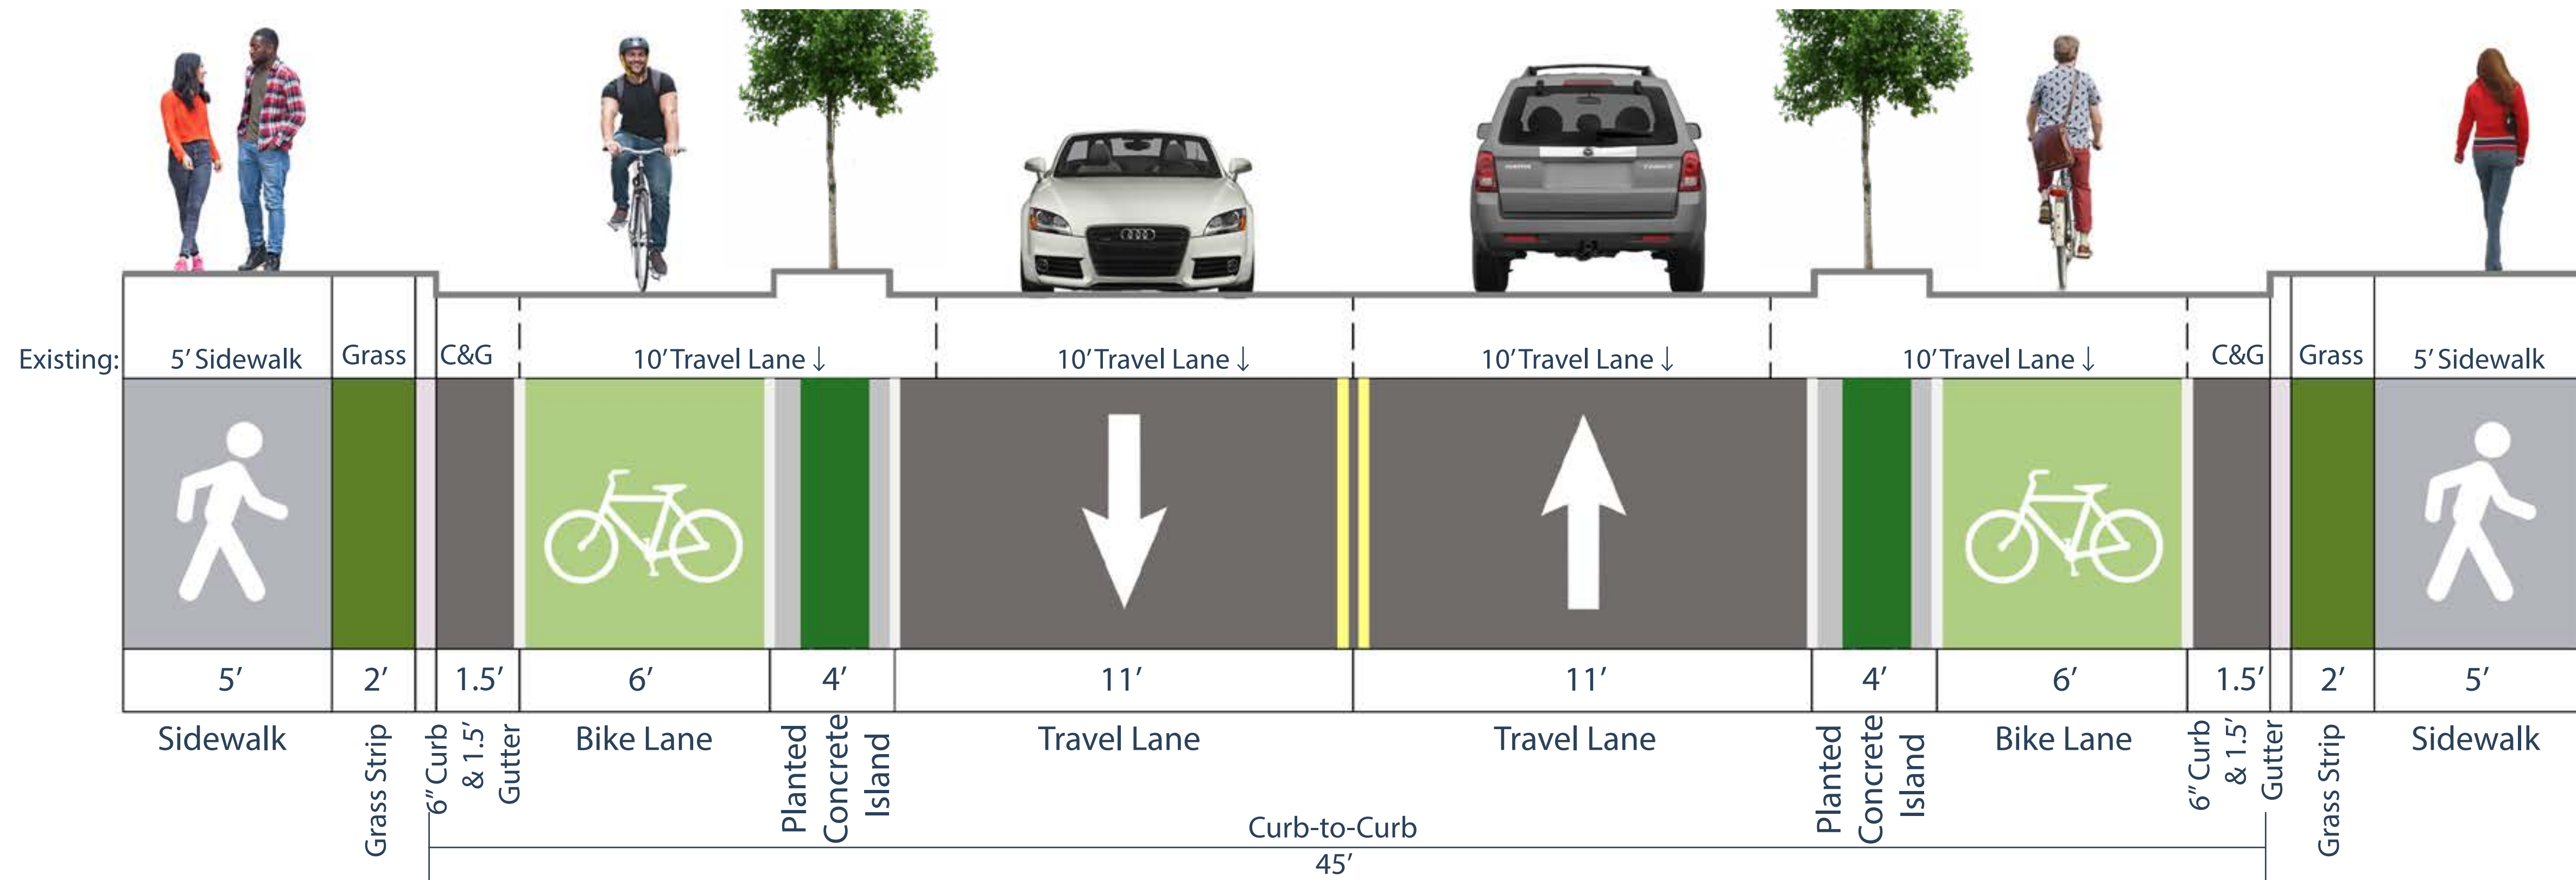 Existing:
5’ Sidewalk
Grass
C&G
10’ Travel Lane ↓
10’ Travel Lane ↓
10’ Travel Lane ↓
10’ Travel Lane ↓
C&G
Grass
5’ Sidewalk
5’
2’
1.5’
6’
4’
11’
11’
4’
6’
1.5’
2’
5’
Sidewalk
Grass Strip
6” Curb
& 1.5’
Gutter
Bike Lane
Planted
Concrete
Island
Travel Lane
Travel Lane
Planted
Concrete
Island
Bike Lane
6” Curb
& 1.5’
Gutter
Grass Strip
Sidewalk
Curb-to-Curb
45’